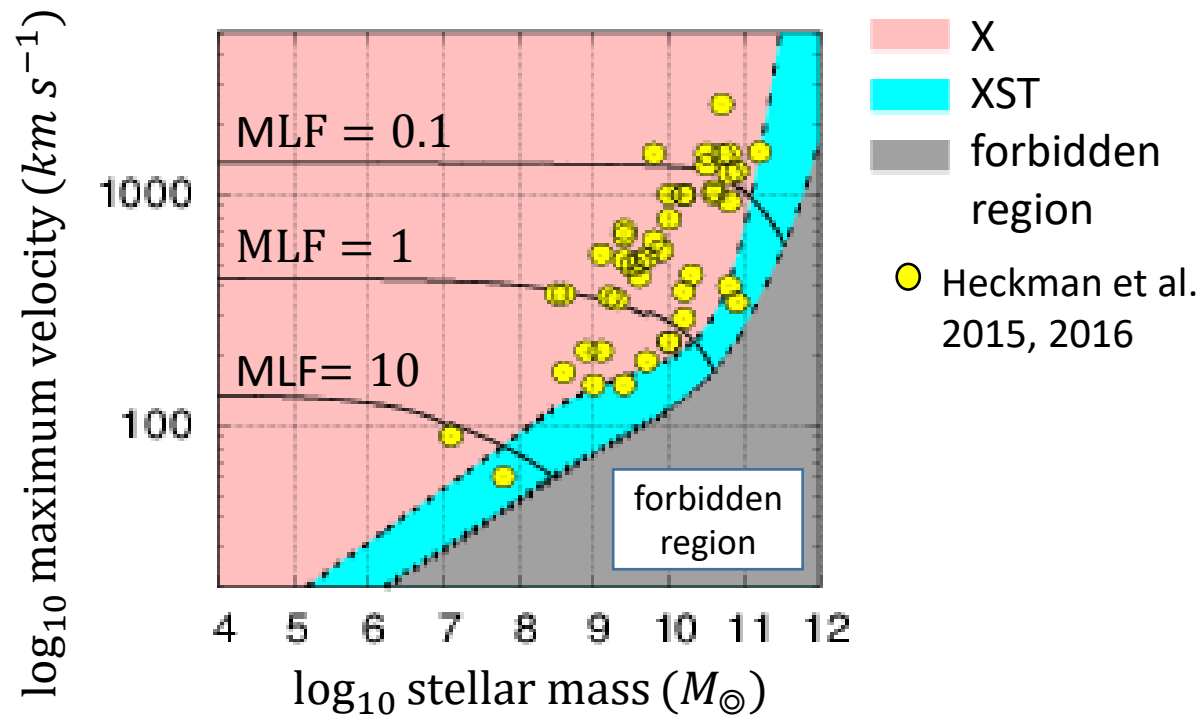 log₁₀ maximum velocity (km s⁻¹)
1000
100
MLF = 0.1
MLF = 1
MLF= 10
forbidden
region
4 5 6 7 8 9 10 11 12
log₁₀ stellar mass (M⊚)
X
XST
forbidden
region
Heckman et al.
2015, 2016